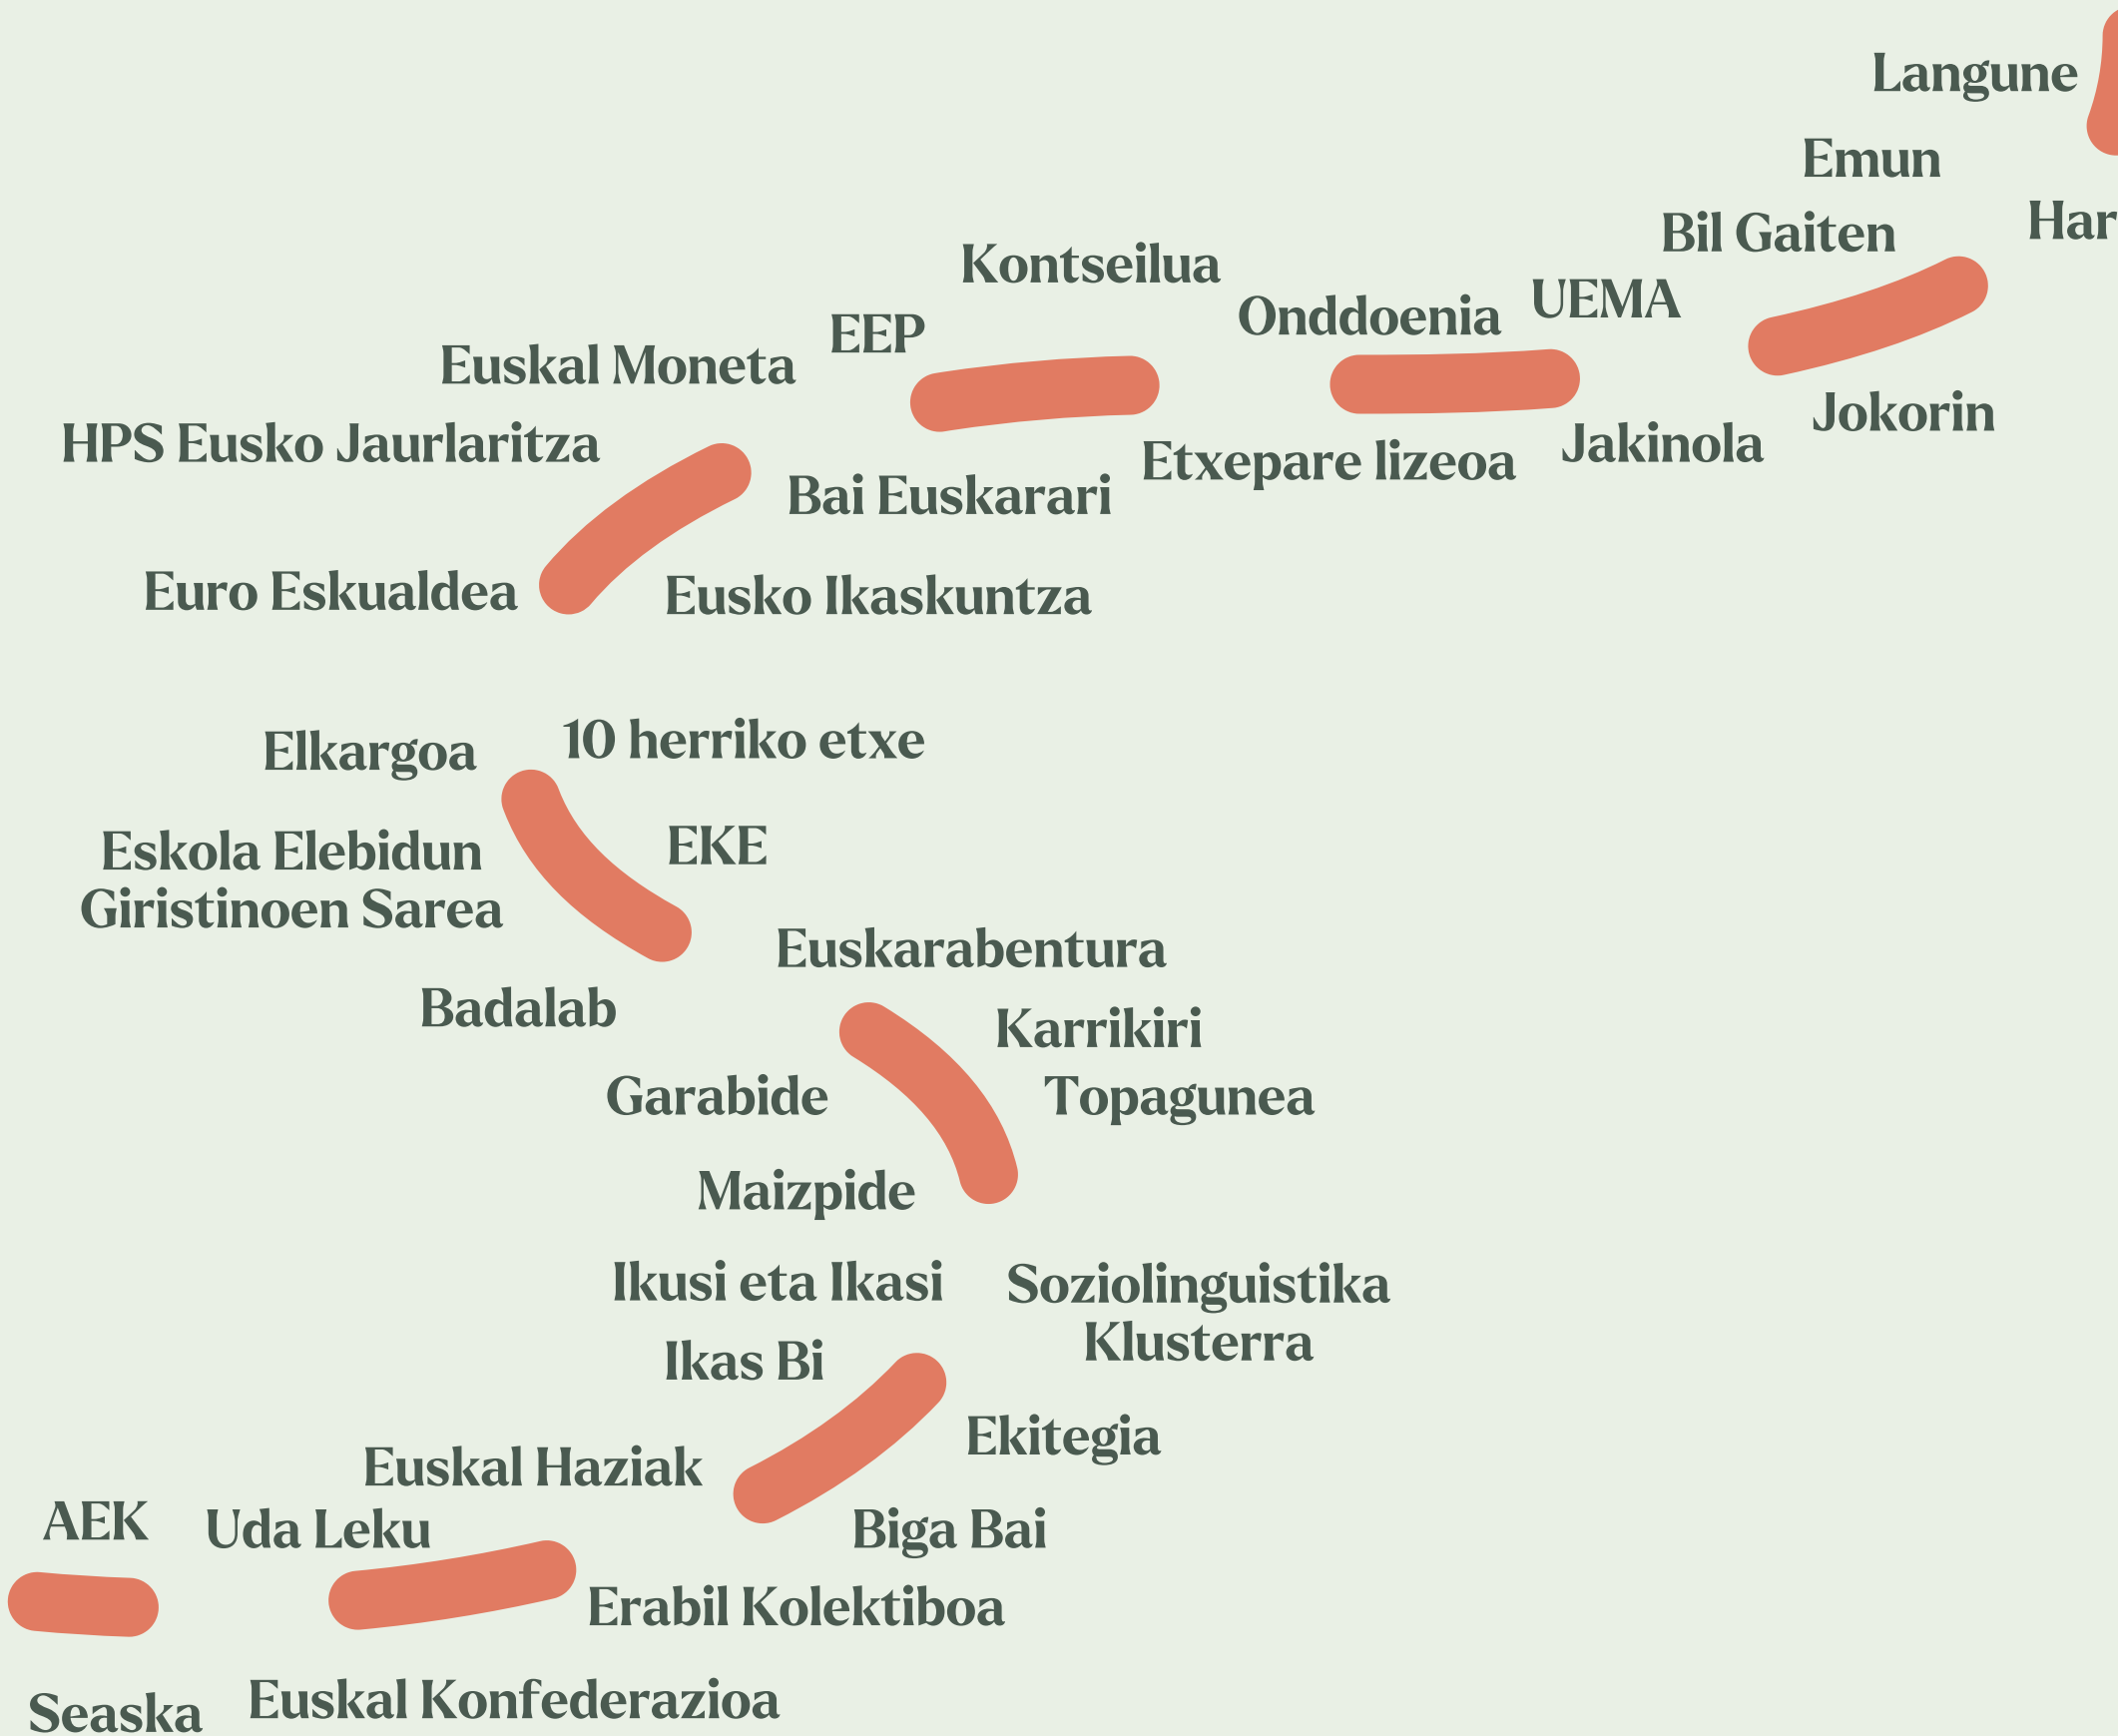 Langune
Emun
Har
Bil Gaiten
Kontseilua
UEMA
Onddoenia
EEP
Euskal Moneta
Jokorin
HPS Eusko Jaurlaritza
Jakinola
Etxepare lizeoa
Bai Euskarari
Euro Eskualdea
Eusko Ikaskuntza
10 herriko etxe
Elkargoa
EKE
Eskola Elebidun
Giristinoen Sarea
Euskarabentura
Badalab
Karrikiri
Garabide
Topagunea
Maizpide
Ikusi eta Ikasi
Soziolinguistika
Klusterra
Ikas Bi
Ekitegia
Euskal Haziak
AEK
Uda Leku
Biga Bai
Erabil Kolektiboa
Euskal Konfederazioa
Seaska